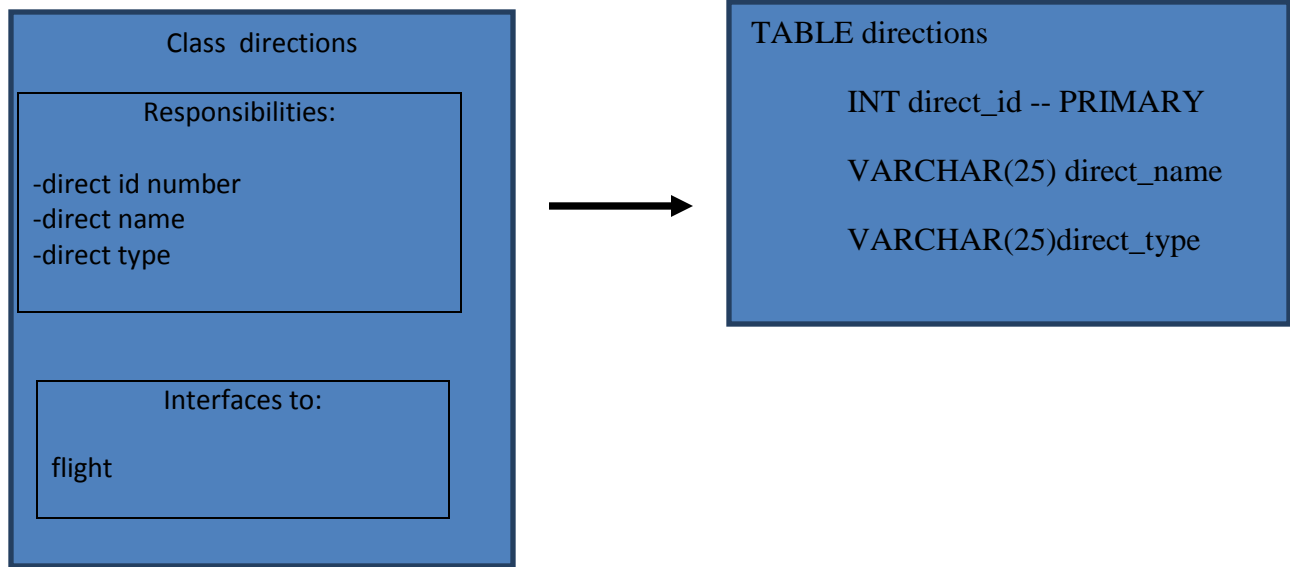 Class  directions
Responsibilities:
-direct id number
-direct name
-direct type
Interfaces to:
flight
TABLE directions
INT direct_id -- PRIMARY
VARCHAR(25) direct_name
VARCHAR(25)direct_type